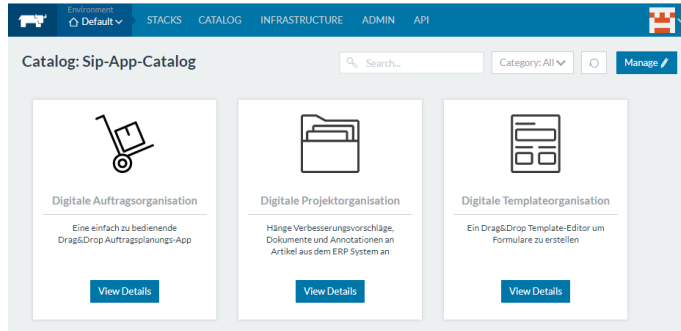 Environment
Default
STACKS CATALOG INFRASTRUCTURE ADMIN API
Catalog: Sip-App-Catalog
Search...
Category: All
Manage
Digitale Auftragsorganisation
Eine einfach zu bedienende
Drag&Drop Auftragsplanungs-App
View Details
Digitale Projektorganisation
Hänge Verbesserungsvorschläge,
Dokumente und Annotationen an
Artikel aus dem ERP System an
View Details
Digitale Templateorganisation
Ein Drag&Drop Template-Editor um
Formulare zu erstellen
View Details